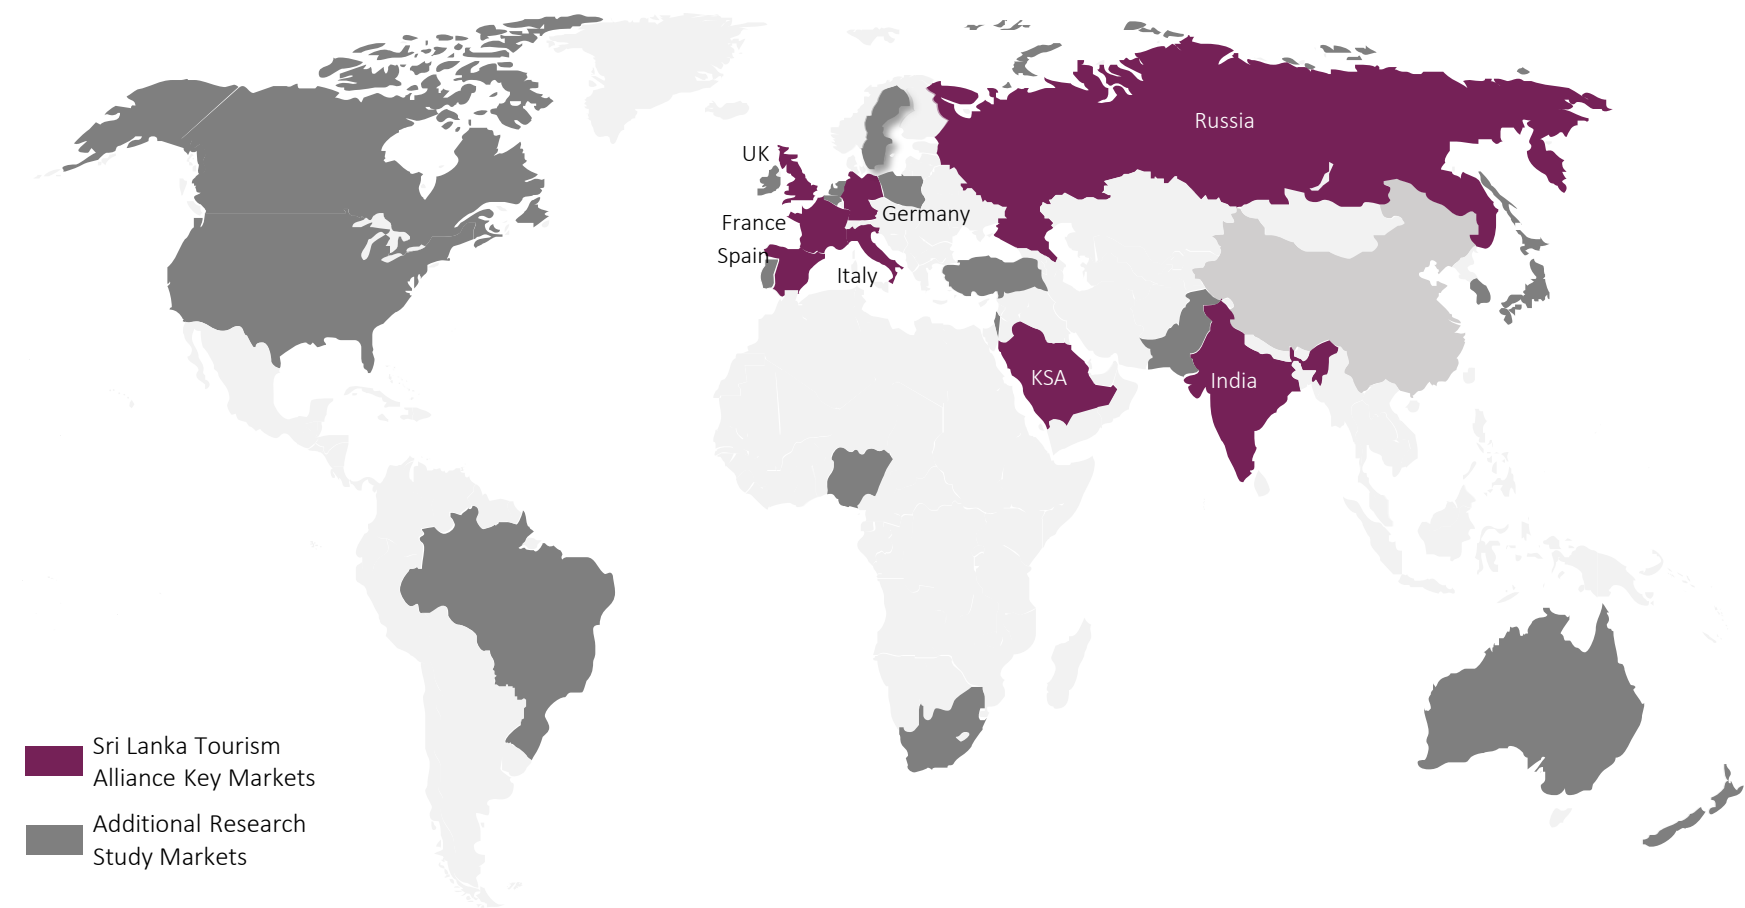 Russia
UK
France
Germany
Spain
Italy
KSA
India
Sri Lanka Tourism
Alliance Key Markets
Additional Research
Study Markets